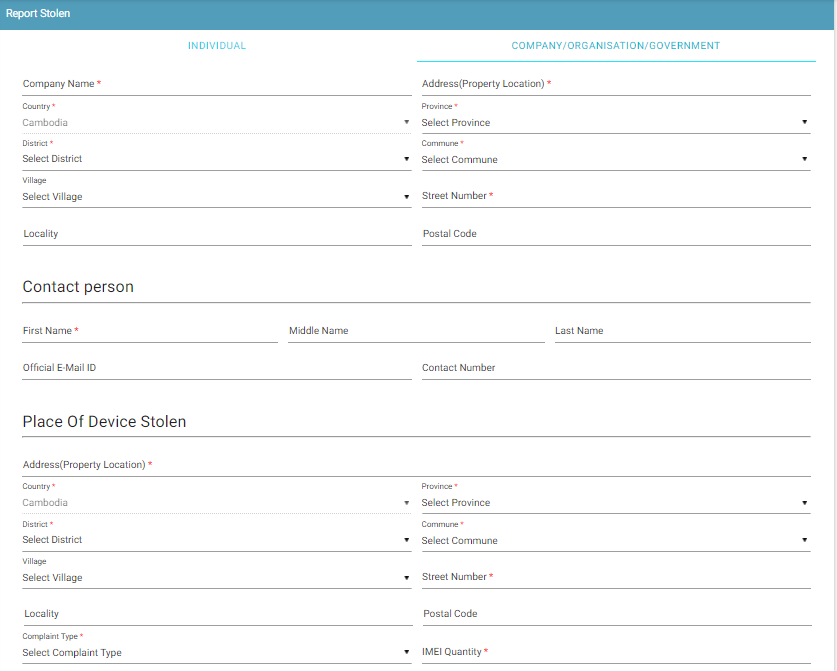 Report Stolen
INDIVIDUAL
COMPANY/ORGANISATION/GOVERNMENT
Company Name *
Address(Property Location) *
Country *
Cambodia
Province *
Select Province
District *
Select District
Commune *
Select Commune
Village
Select Village
Street Number *
Locality
Postal Code
Contact person
First Name *
Middle Name
Last Name
Official E-Mail ID
Contact Number
Place Of Device Stolen
Address(Property Location) *
Country *
Cambodia
Province *
Select Province
District *
Select District
Commune *
Select Commune
Village
Select Village
Street Number *
Locality
Postal Code
Complaint Type *
Select Complaint Type
IMEI Quantity *